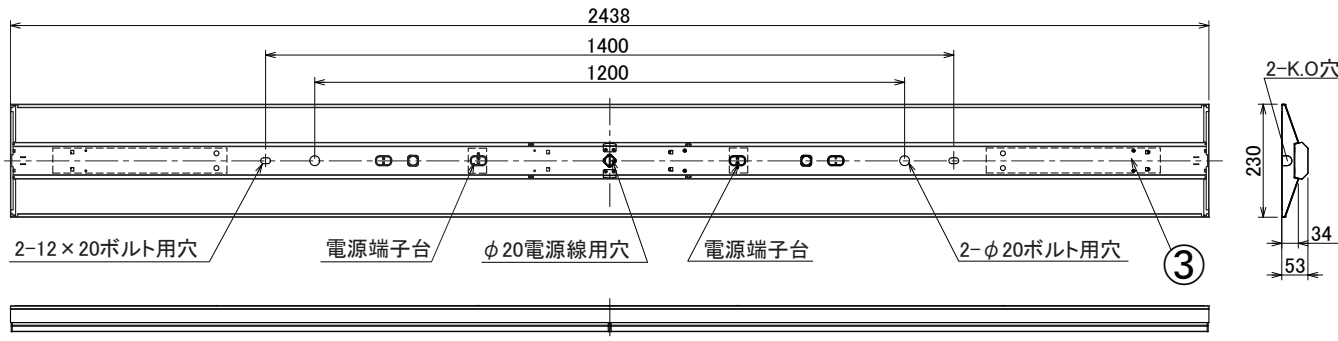 2438
1400
1200
2-K.O穴
230
2-12×20ボルト用穴
電源端子台
φ20電源線用穴
電源端子台
2-φ20ボルト用穴
③
34
53